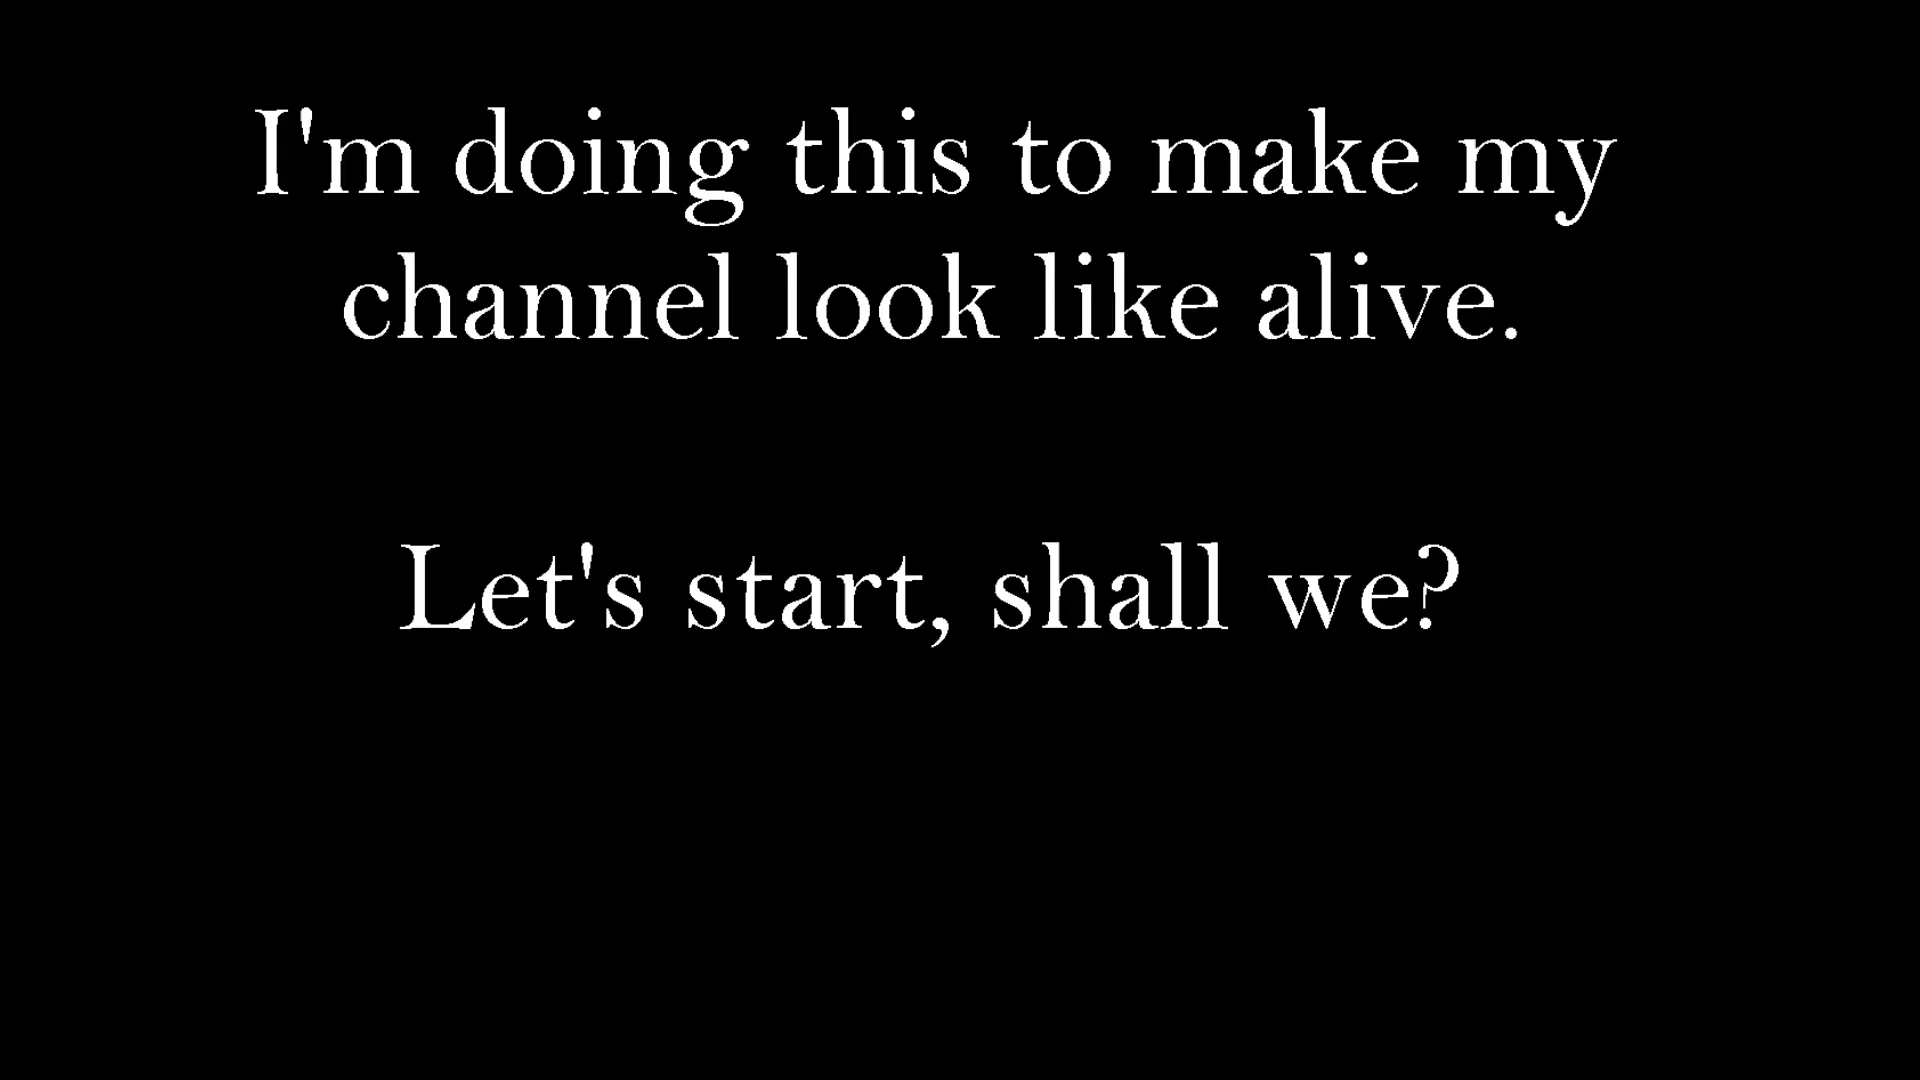 I'm doing this to make my
channel look like alive.
Let's start, shall we?